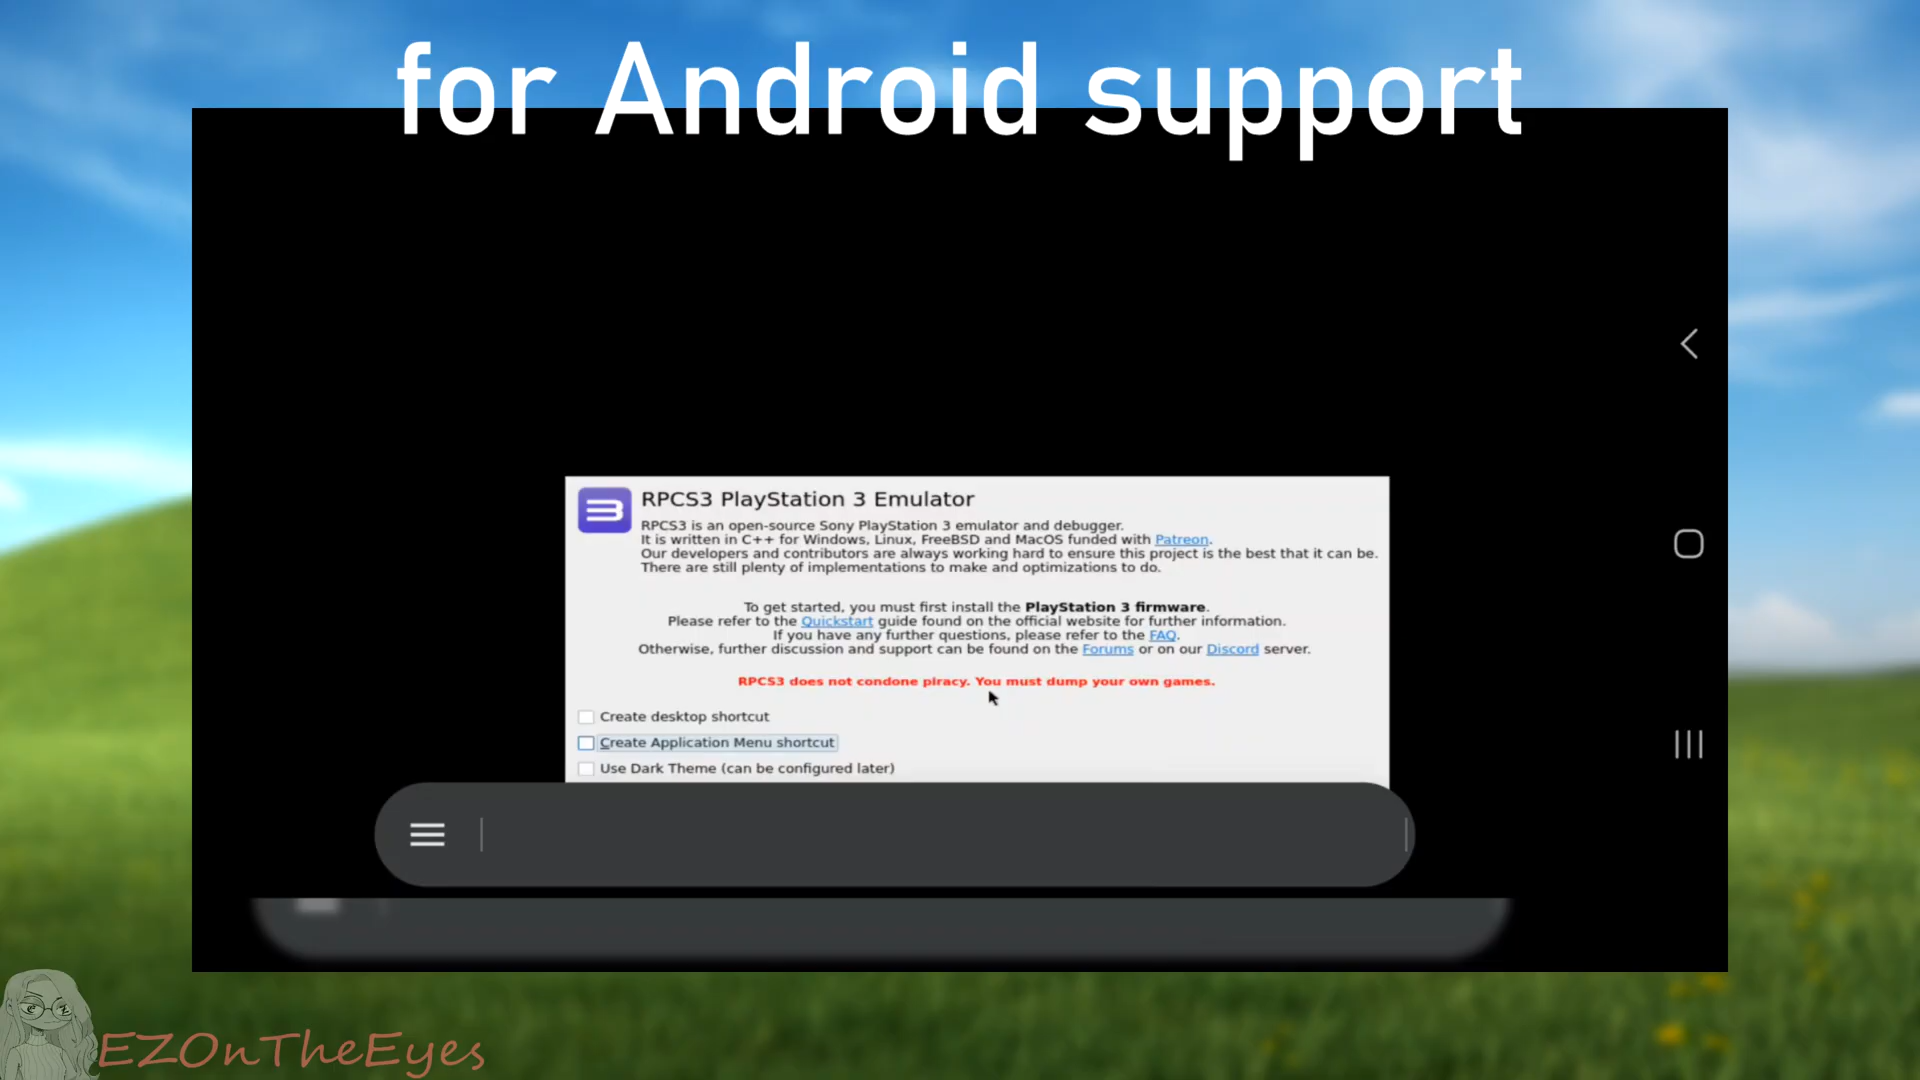 for Android support
RPCS3 PlayStation 3 Emulator
RPCS3 is an open-source Sony PlayStation 3 emulator and debugger.
It is written in C++ for Windows, Linux, FreeBSD and MacOS funded with Patreon.
Our developers and contributors are always working hard to ensure this project is the best that it can be.
There are still plenty of implementations to make and optimizations to do.
To get started, you must first install the PlayStation 3 firmware.
Please refer to the Quickstart guide found on the official website for further information.
If you have any further questions, please refer to the FAQ.
Otherwise, further discussion and support can be found on the Forums or on our Discord server.
RPCS3 does not condone piracy. You must dump your own games.
Create desktop shortcut
Create Application Menu shortcut
Use Dark Theme (can be configured later)
EZOnTheEyes